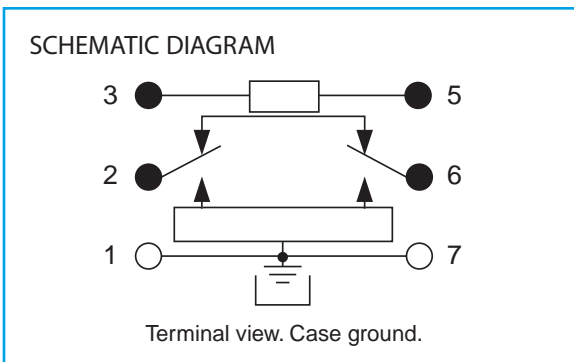 SCHEMATIC DIAGRAM
3 5
2 6
1 7
Terminal view. Case ground.